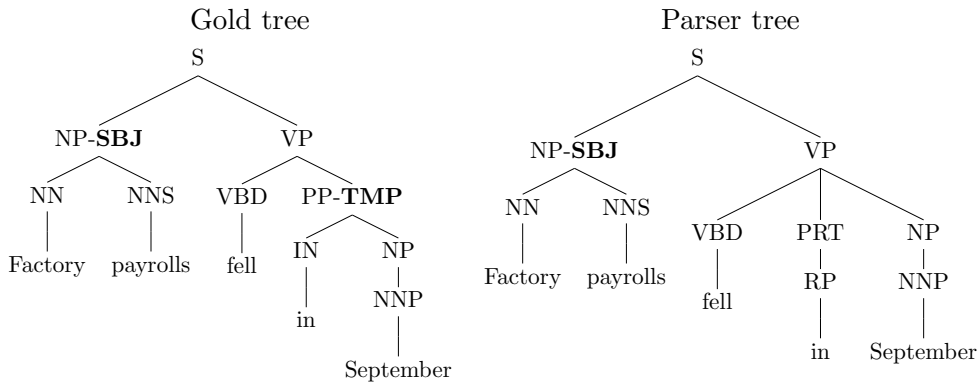 Gold tree Parser tree
S S
NP-SBJ VP NP-SBJ VP
NN NNS VBD PP-TMP NN NNS
IN NP VBD PRT NP
Factory payrolls fell Factory payrolls
NNP RP NNP
in fell
in September
September